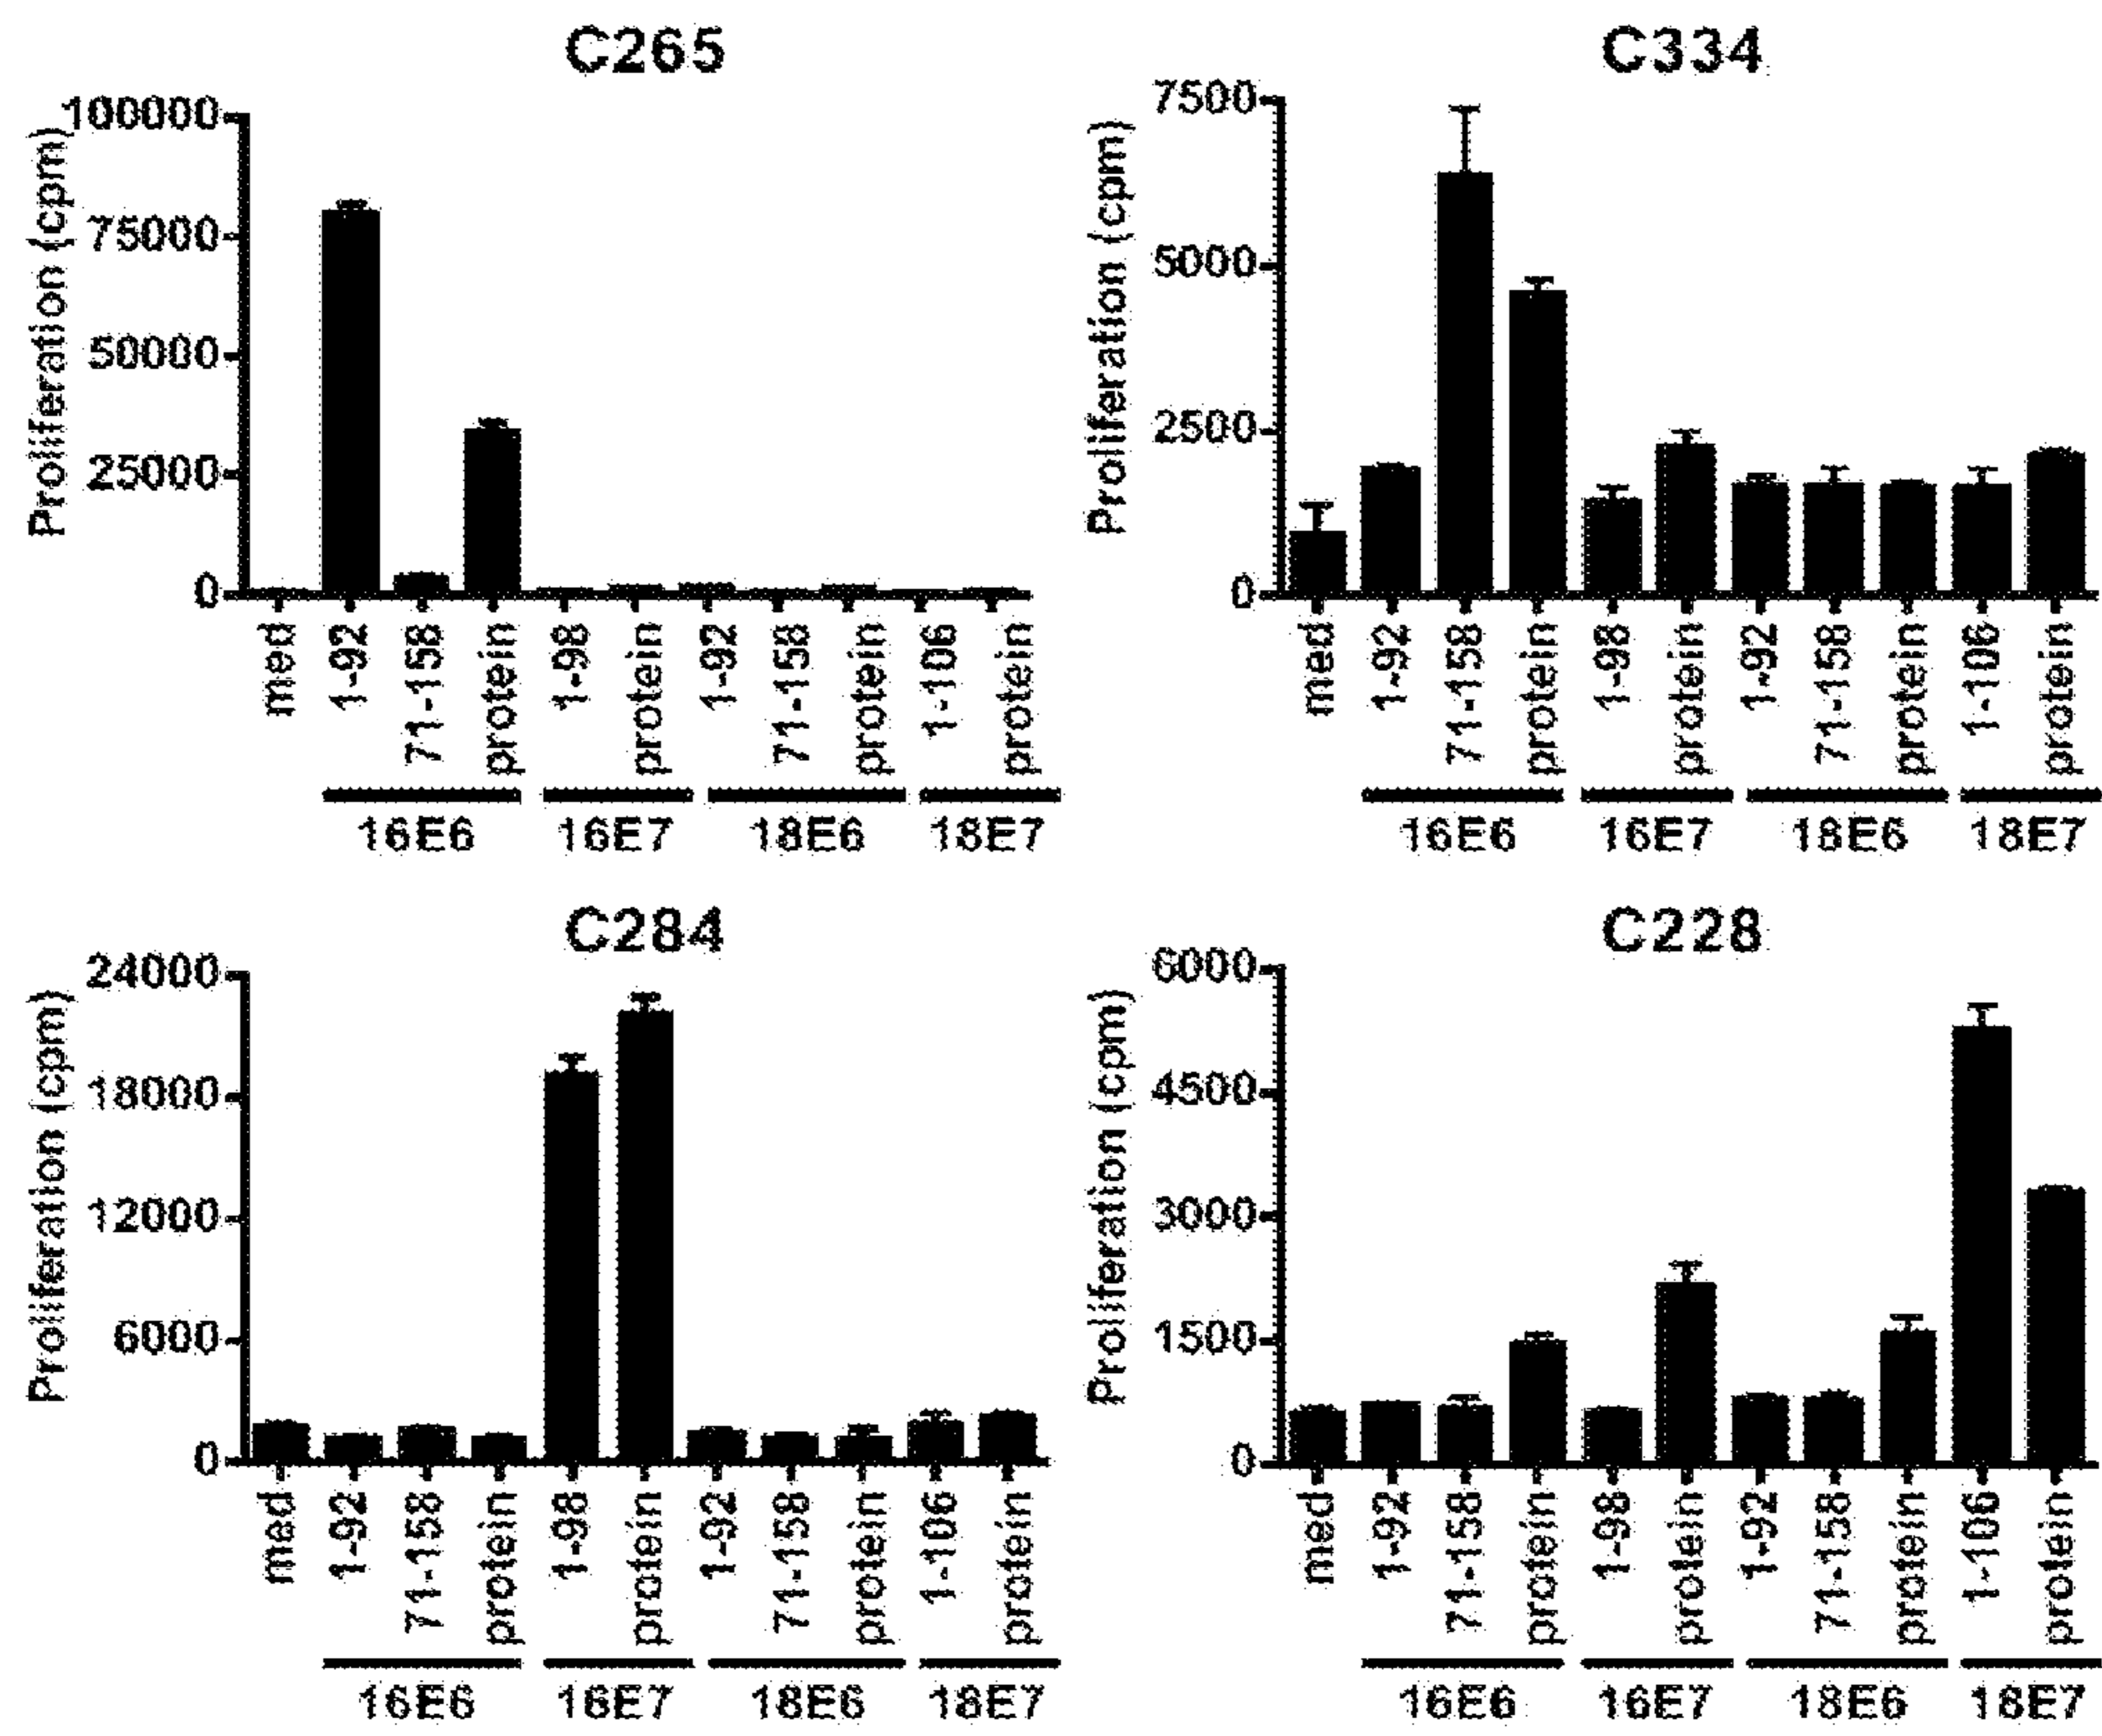 C265
Proliferation (cpm)
100000
75000
50000
25000
0
med
1-92
71-158
protein
1-98
protein
1-92
71-158
protein
1-106
protein
16E6
16E7
18E6
18E7
C334
Proliferation (cpm)
7500
5000
2500
0
med
1-92
71-158
protein
1-98
protein
1-92
71-158
protein
1-106
protein
16E6
16E7
18E6
18E7
C284
Proliferation (cpm)
24000
18000
12000
6000
0
med
1-92
71-158
protein
1-98
protein
1-92
71-158
protein
1-106
protein
16E6
16E7
18E6
18E7
C228
Proliferation (cpm)
6000
4500
3000
1500
0
med
1-92
71-158
protein
1-98
protein
1-92
71-158
protein
1-106
protein
16E6
16E7
18E6
18E7